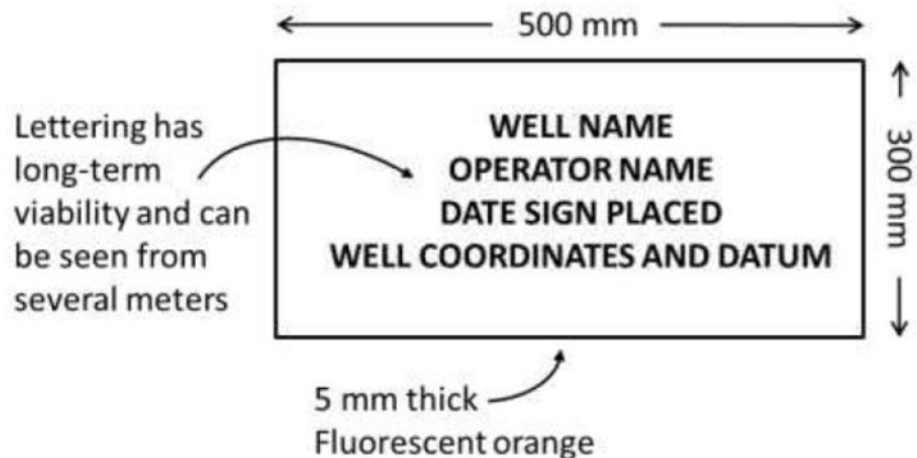 500 mm
Lettering has
long-term
viability and can
be seen from
several meters
WELL NAME
OPERATOR NAME
DATE SIGN PLACED
WELL COORDINATES AND DATUM
300 mm
5 mm thick
Fluorescent orange